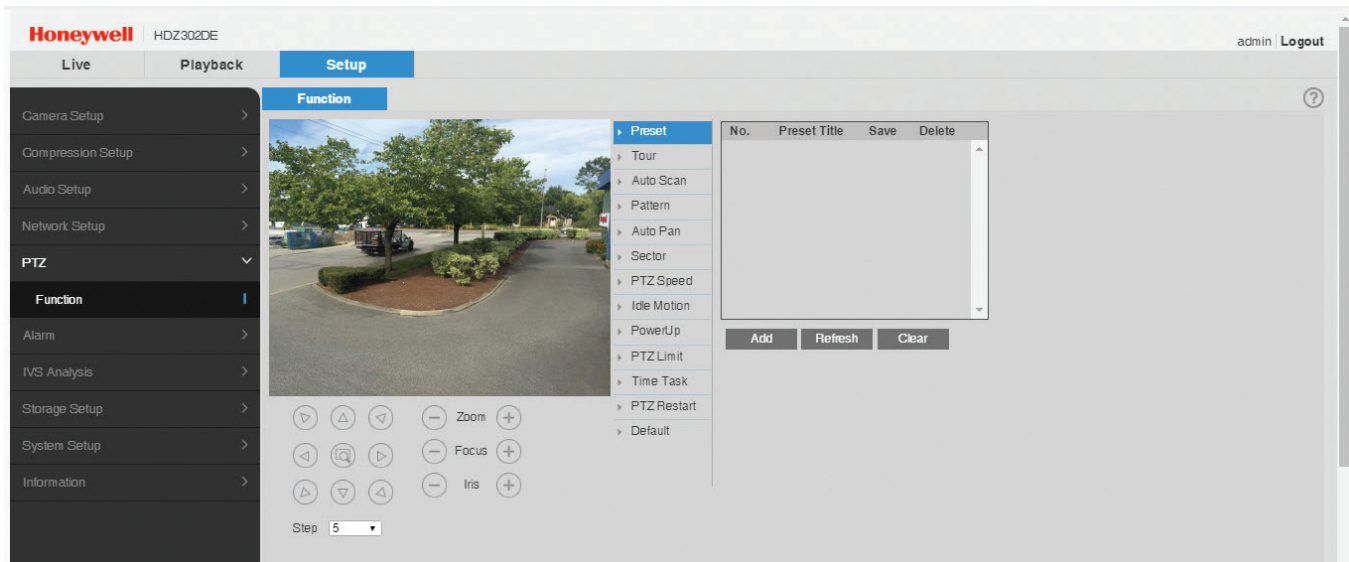 Honeywell HDZ302DE
admin Logout
Live Playback Setup
Function
Camera Setup
Compression Setup
Audio Setup
Network Setup
PTZ
Function
Alarm
IVS Analysis
Storage Setup
System Setup
Information
Preset
Tour
Auto Scan
Pattern
Auto Pan
Sector
PTZ Speed
Idle Motion
PowerUp
PTZ Limit
Time Task
PTZ Restart
Default
No. Preset Title Save Delete
Add Refresh Clear
Zoom
Focus
Iris
Step 5